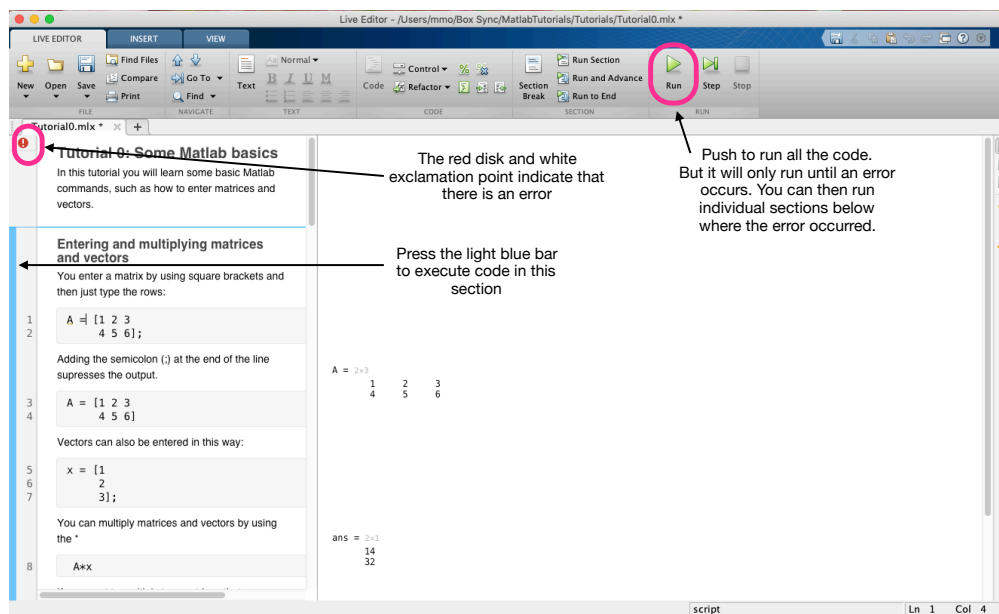 Live Editor - /Users/mmo/Box Sync/MatlabTutorials/Tutorials/Tutorial0.mlx *
LIVE EDITOR INSERT VIEW
New Open Save Find Files Compare Print
Go To Find
Text Normal B I U M
Code Control Refactor
Section Break Run Section Run and Advance Run to End
Run Step Stop
FILE NAVIGATE TEXT CODE SECTION RUN
Tutorial0.mlx * × +
Tutorial 0: Some Matlab basics
In this tutorial you will learn some basic Matlab
commands, such as how to enter matrices and
vectors.
The red disk and white
exclamation point indicate that
there is an error
Push to run all the code.
But it will only run until an error
occurs. You can then run
individual sections below
where the error occurred.
Entering and multiplying matrices
and vectors
You enter a matrix by using square brackets and
then just type the rows:
Press the light blue bar
to execute code in this
section
1 A = [1 2 3
2 4 5 6];
Adding the semicolon (;) at the end of the line
supresses the output.
A = 2×3
1 2 3
4 5 6
3 A = [1 2 3
4 4 5 6]
Vectors can also be entered in this way:
5 x = [1
6 2
7 3];
You can multiply matrices and vectors by using
the *
ans = 2×1
14
32
8 A*x
script Ln 1 Col 4